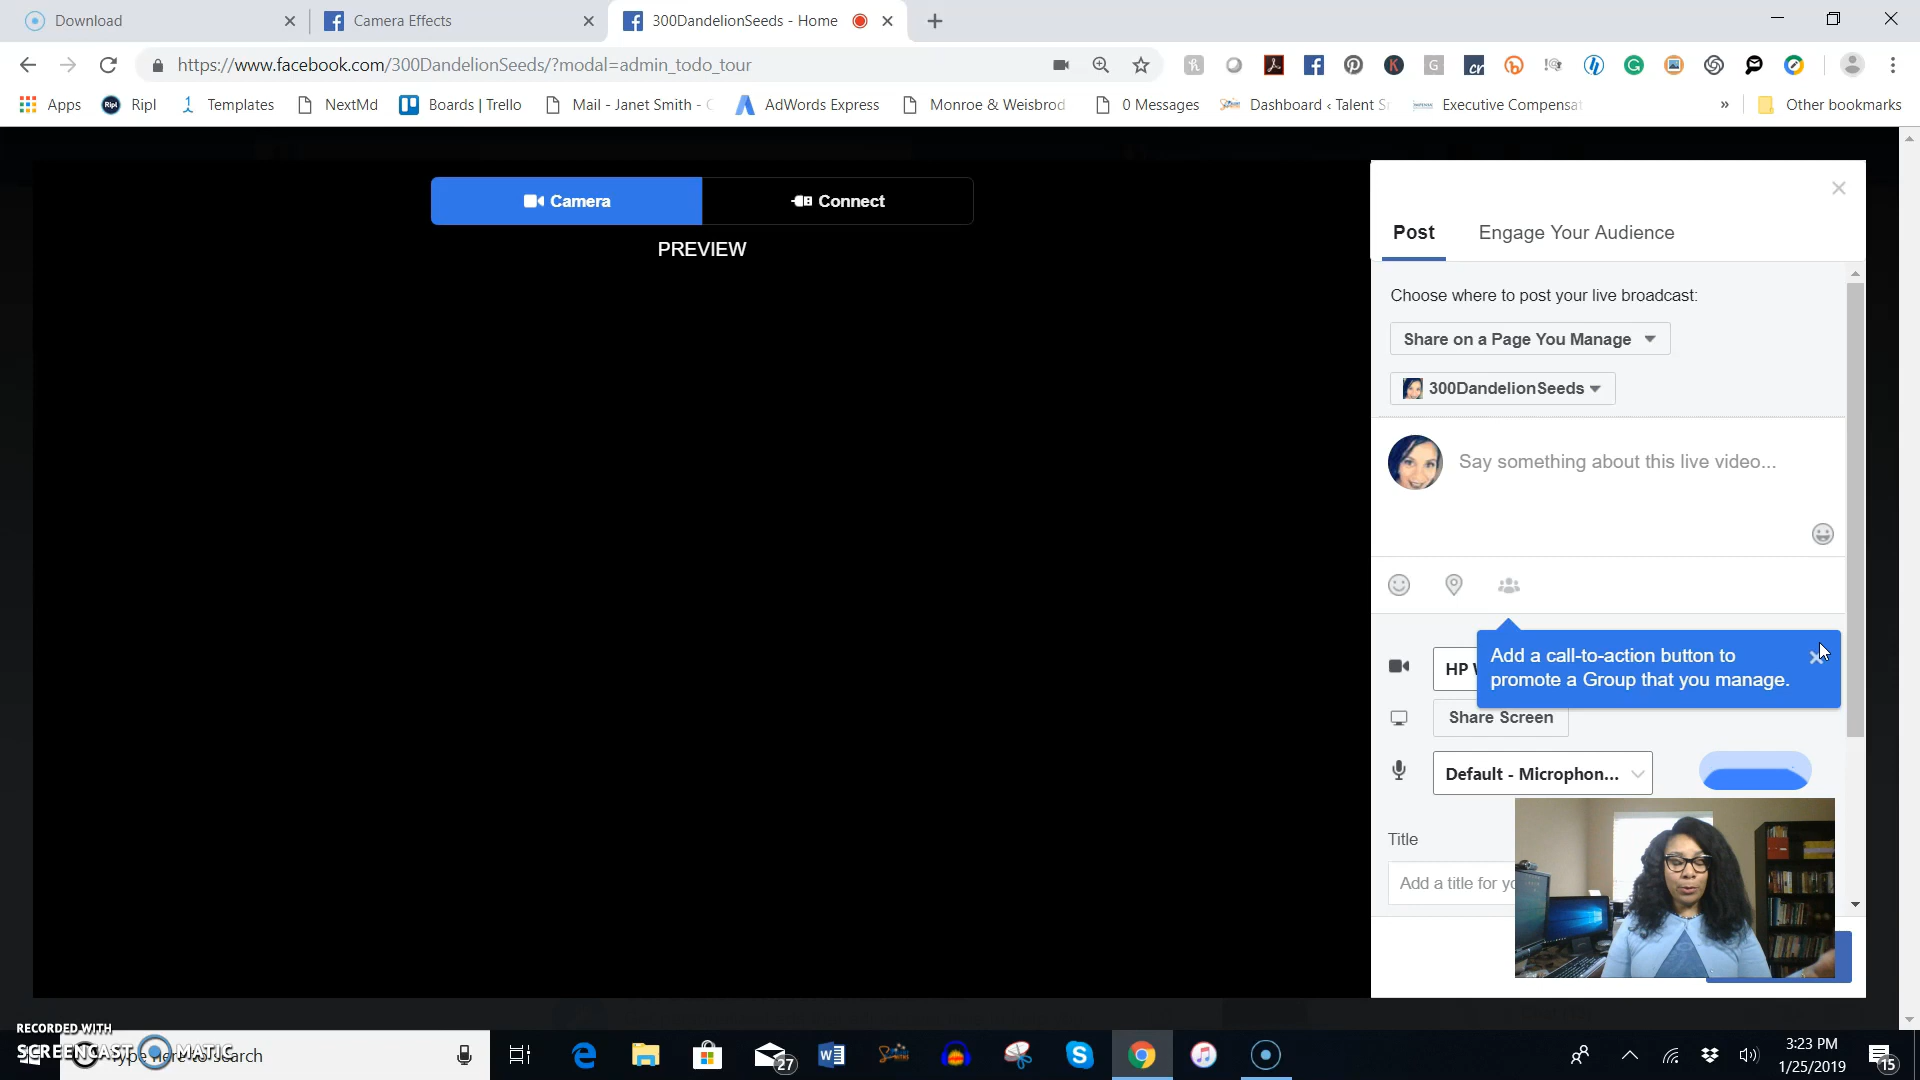 Download
Camera Effects
300DandelionSeeds - Home
https://www.facebook.com/300DandelionSeeds/?modal=admin_todo_tour
Apps
Ripl
Templates
NextMd
Boards | Trello
Mail - Janet Smith -
AdWords Express
Monroe & Weisbrod
0 Messages
Dashboard ‹ Talent
Executive Compensat
»
Other bookmarks
Camera
Connect
PREVIEW
Post
Engage Your Audience
Choose where to post your live broadcast:
Share on a Page You Manage
300DandelionSeeds
Say something about this live video...
Add a call-to-action button to
promote a Group that you manage.
HP
Share Screen
Default - Microphon...
Title
Add a title for
RECORDED WITH
SCREENCAST MATIC
Type here to search
27
3:23 PM
1/25/2019
15